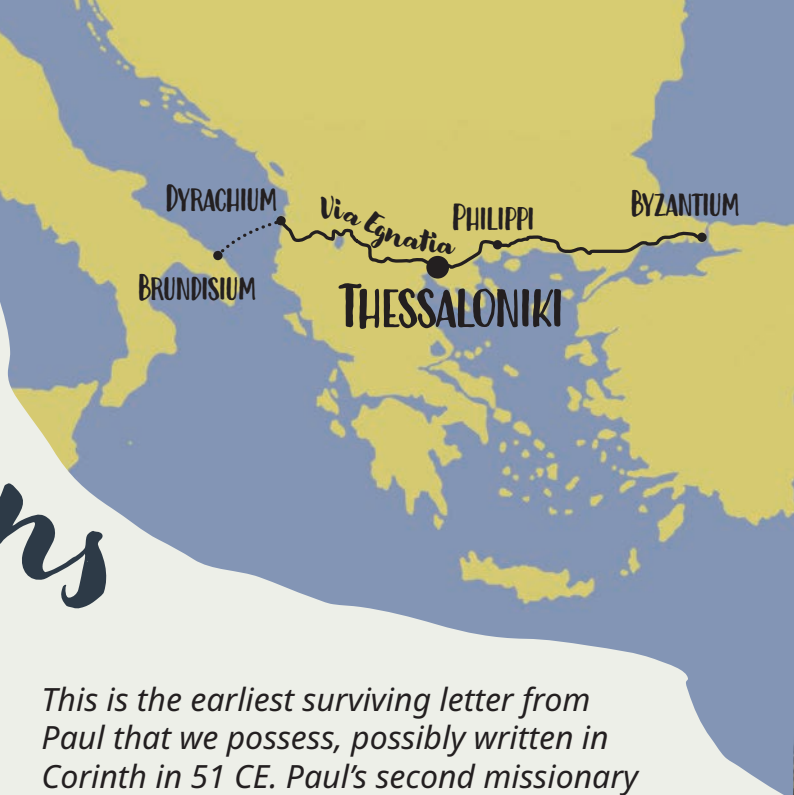 DYRACHIUM
Via Egnatia
PHILIPPI
BYZANTIUM
BRUNDISIUM
THESSALONIKI
ns
This is the earliest surviving letter from
Paul that we possess, possibly written in
Corinth in 51 CE. Paul’s second missionary